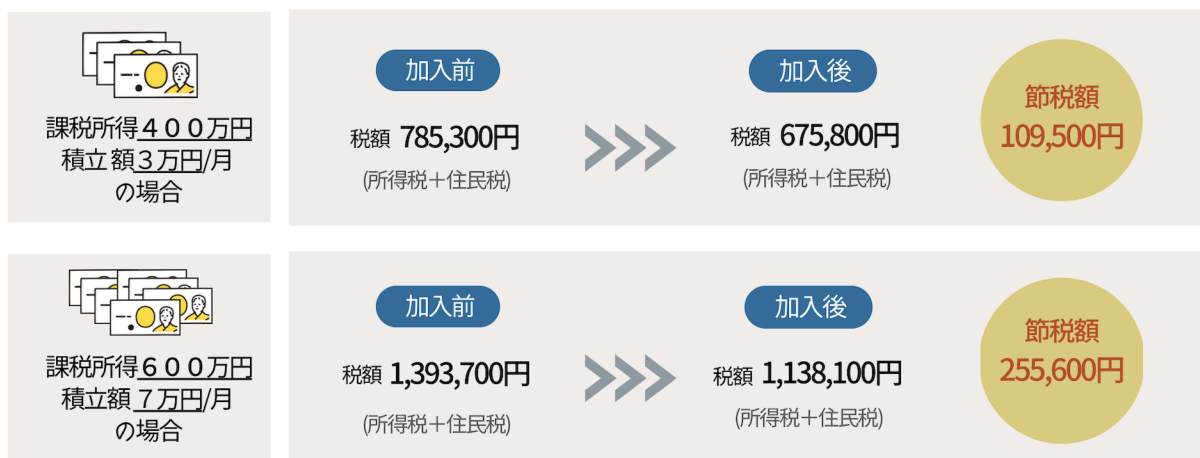 課税所得４００万円
積立額３万円/月
の場合
加入前
税額 785,300円
(所得税＋住民税)
加入後
税額 675,800円
(所得税＋住民税)
節税額
109,500円
課税所得６００万円
積立額７万円/月
の場合
加入前
税額 1,393,700円
(所得税＋住民税)
加入後
税額 1,138,100円
(所得税＋住民税)
節税額
255,600円